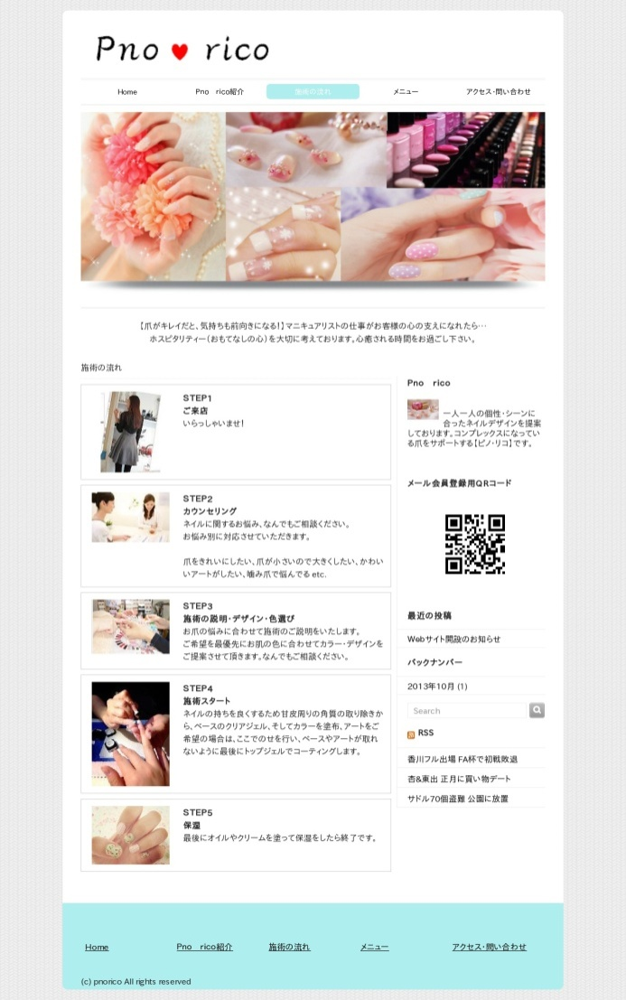 Pno ♥ rico
Home
Pno　rico紹介
施術の流れ
メニュー
アクセス・問い合わせ
【爪がキレイだと、気持ちも前向きになる！】マニキュアリストの仕事がお客様の心の支えになれたら…
ホスピタリティー（おもてなしの心）を大切に考えております。心癒される時間をお過ごし下さい。
施術の流れ
STEP1
ご来店
いらっしゃいませ！
STEP2
カウンセリング
ネイルに関するお悩み、なんでもご相談ください。
お悩み別に対応させていただきます。
爪をきれいにしたい、爪が小さいので大きくしたい、かわい
いアートがしたい、噛み爪で悩んでる etc.
STEP3
施術の説明・デザイン・色選び
お爪の悩みに合わせて施術のご説明をいたします。
ご希望を最優先にお肌の色に合わせてカラー・デザインを
ご提案させて頂きます。なんでもご相談ください。
STEP4
施術スタート
ネイルの持ちを良くするため甘皮周りの角質の取り除きか
ら、ベースのクリアジェル、そしてカラーを塗布、アートをご
希望の場合は、ここでのせを行い、ベースやアートが取れ
ないように最後にトップジェルでコーティングします。
STEP5
保湿
最後にオイルやクリームを塗って保湿をしたら終了です。
Pno　rico
一人一人の個性・シーンに
合ったネイルデザインを提案
しております。コンプレックスになってい
る爪をサポートする【ピノ・リコ】です。
メール会員登録用QRコード
最近の投稿
Webサイト開設のお知らせ
バックナンバー
2013年10月 (1)
Search
RSS
香川フル出場 FA杯で初戦敗退
杏&東出 正月に買い物デート
サドル70個盗難 公園に放置
Home
Pno　rico紹介
施術の流れ
メニュー
アクセス・問い合わせ
(c) pnorico All rights reserved